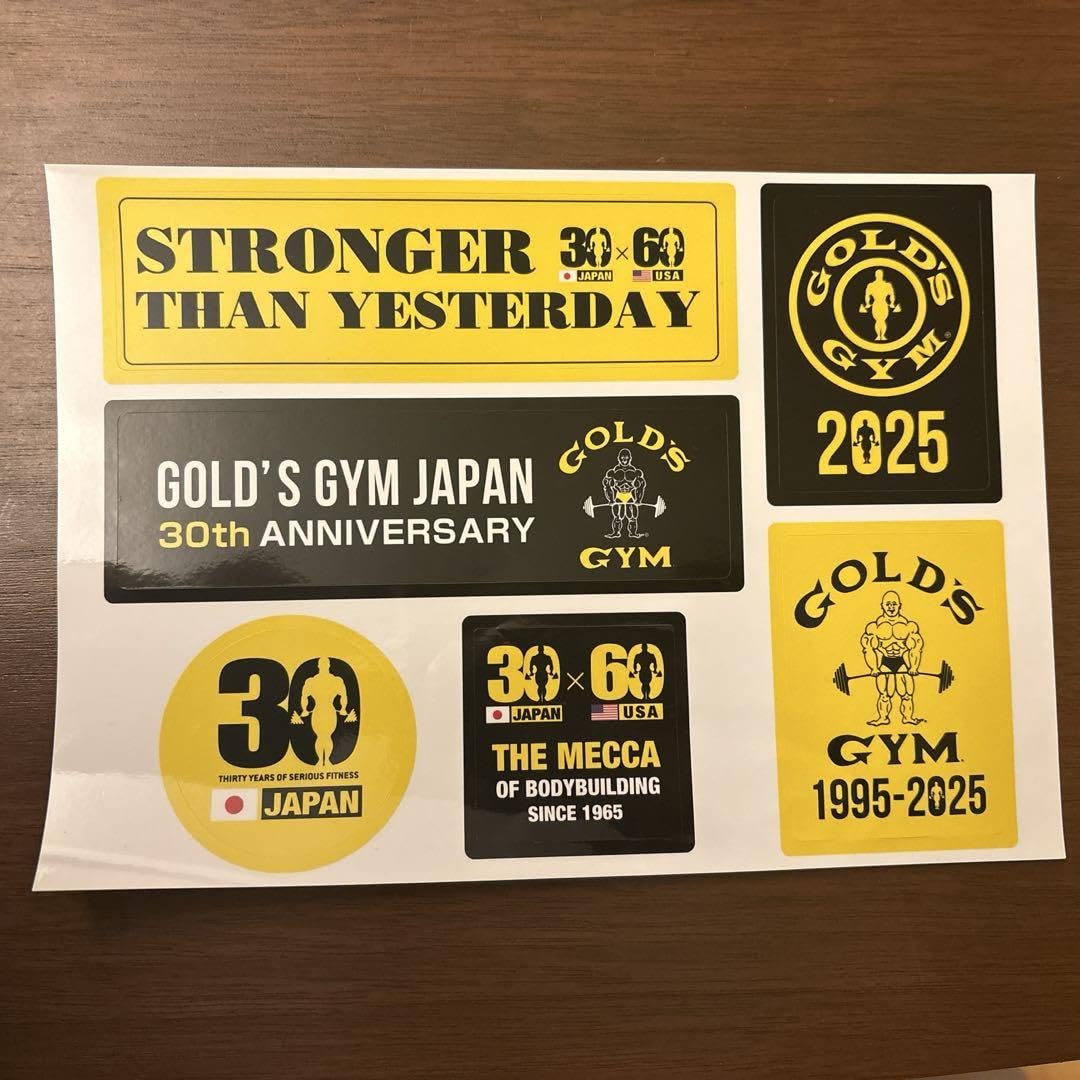 STRONGER 30×60
JAPAN USA
THAN YESTERDAY
GOLD'S GYM®
2025
GOLD'S GYM JAPAN
30th ANNIVERSARY
GOLD'S
GYM
30
THIRTY YEARS OF SERIOUS FITNESS
JAPAN
30×60
JAPAN USA
THE MECCA
OF BODYBUILDING
SINCE 1965
GOLD'S
GYM
1995-2025